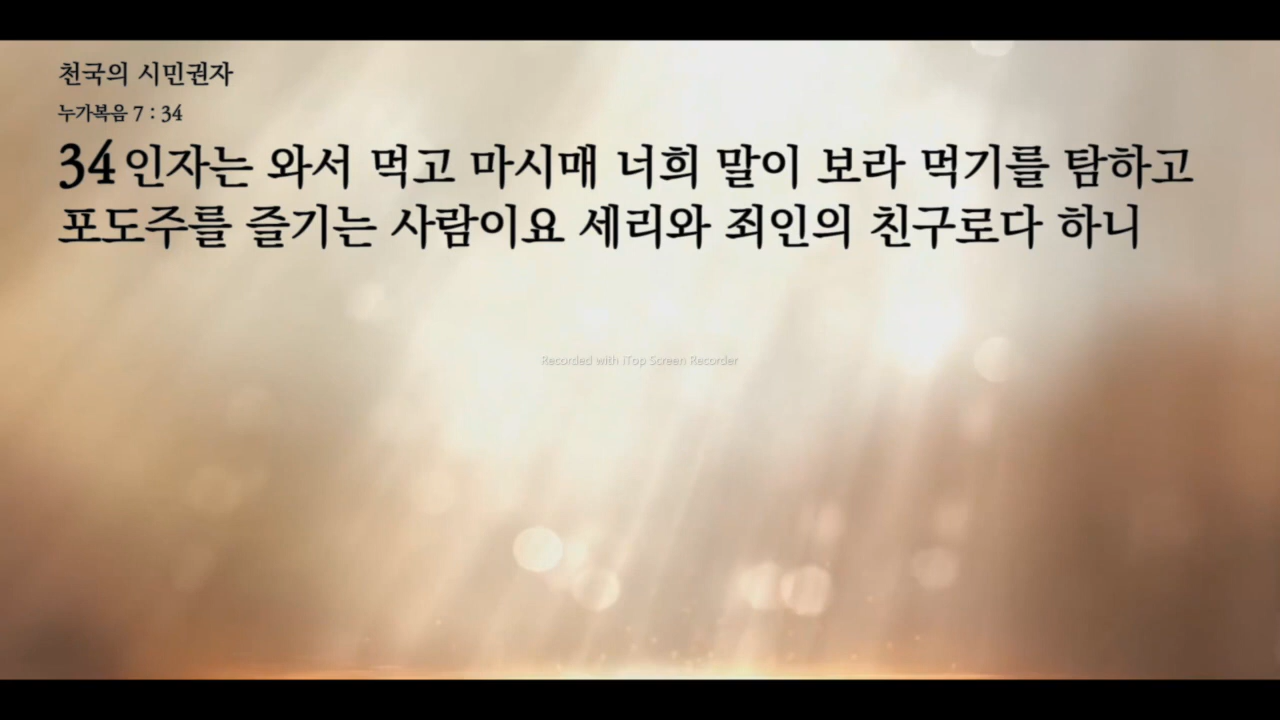 천국의 시민권자
누가복음 7 : 34
34 인자는 와서 먹고 마시매 너희 말이 보라 먹기를 탐하고
포도주를 즐기는 사람이요 세리와 죄인의 친구로다 하니
Recorded with iTop Screen Recorder